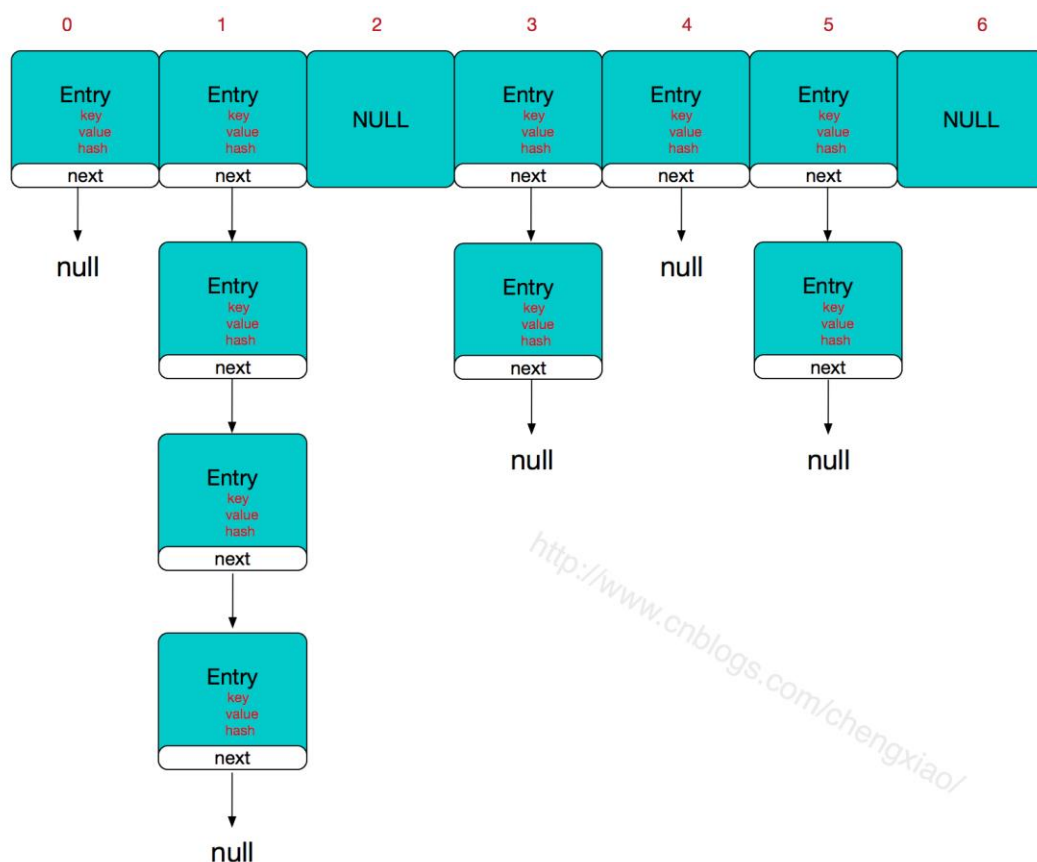 0 1 2 3 4 5 6
Entry Entry NULL Entry Entry Entry NULL
key key key key key
value value value value value
hash hash hash hash hash
next next next next next
null null
Entry Entry Entry
key key key
value value value
hash hash hash
next next next
null null
Entry
key
value
hash
next
Entry
key
value
hash
next
null
http://www.cnblogs.com/chengxiao/